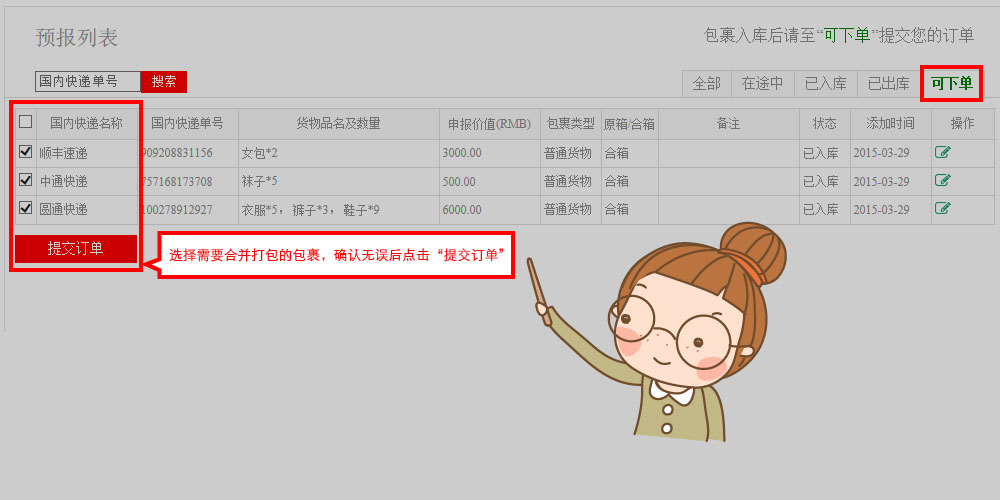 预报列表
包裹入库后请至“可下单”提交您的订单
国内快递单号 搜索
全部 在途中 已入库 已出库 可下单
国内快递名称 国内快递单号 货物品名及数量 申报价值(RMB) 包裹类型 原箱/合箱 备注 状态 添加时间 操作
顺丰速递 909208831156 女包*2 3000.00 普通货物 合箱 已入库 2015-03-29
中通快递 757168173708 袜子*5 500.00 普通货物 合箱 已入库 2015-03-29
圆通快递 100278912927 衣服*5，裤子*3，鞋子*9 6000.00 普通货物 合箱 已入库 2015-03-29
提交订单
选择需要合并打包的包裹，确认无误后点击“提交订单”